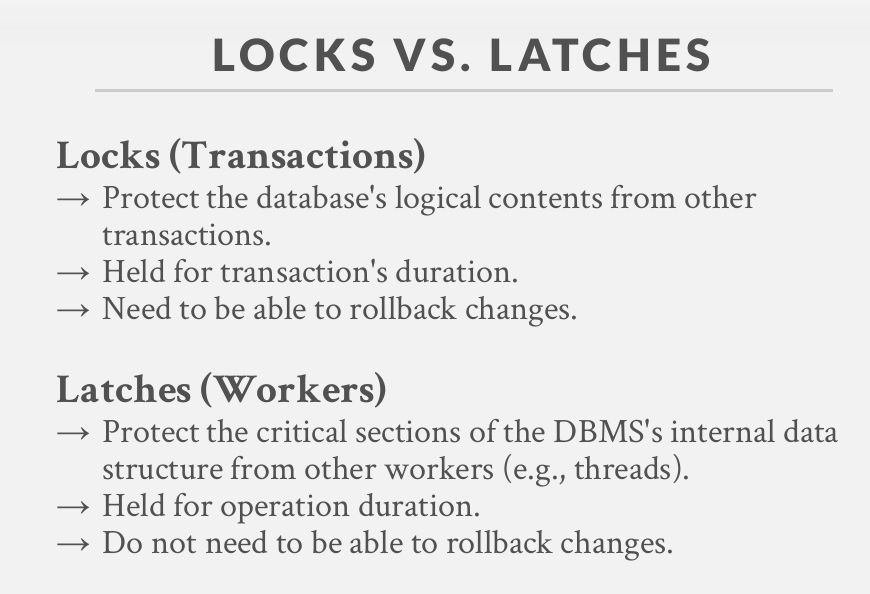 LOCKS VS. LATCHES
Locks (Transactions)
→ Protect the database's logical contents from other
transactions.
→ Held for transaction's duration.
→ Need to be able to rollback changes.
Latches (Workers)
→ Protect the critical sections of the DBMS's internal data
structure from other workers (e.g., threads).
→ Held for operation duration.
→ Do not need to be able to rollback changes.